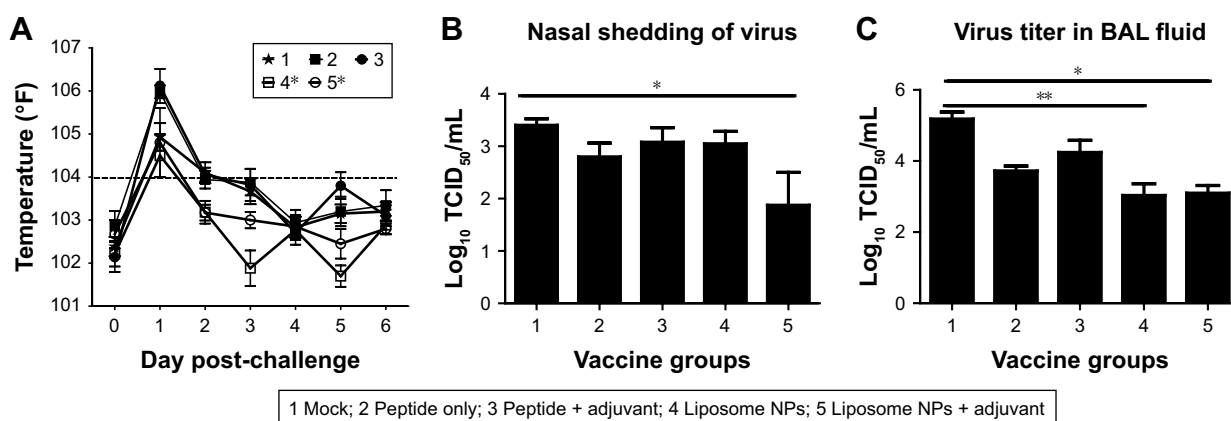 A
107
106
105
104
103
102
101
Temperature (°F)
0 1 2 3 4 5 6
Day post-challenge
1 2 3
4* 5*
B
Nasal shedding of virus
*
4
3
2
1
0
Log10 TCID50/mL
1 2 3 4 5
Vaccine groups
C
Virus titer in BAL fluid
*
**
6
4
2
0
Log10 TCID50/mL
1 2 3 4 5
Vaccine groups
1 Mock; 2 Peptide only; 3 Peptide + adjuvant; 4 Liposome NPs; 5 Liposome NPs + adjuvant